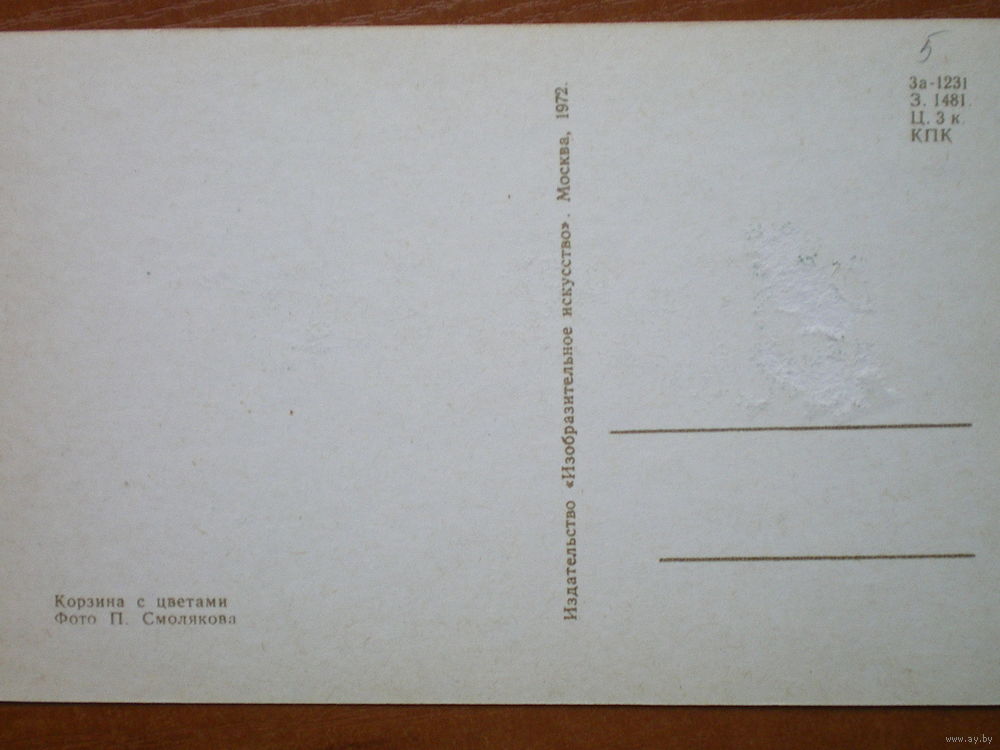 5
За-1231
З. 1481.
Ц. 3 к.
КПК
Издательство «Изобразительное искусство». Москва, 1972.
Корзина с цветами
Фото П. Смолякова
www.ay.by